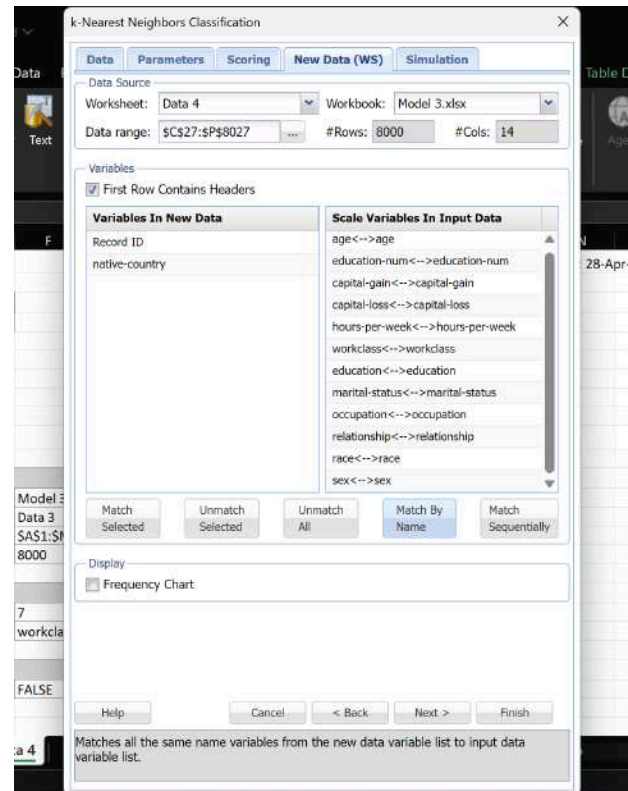 k-Nearest Neighbors Classification
Data Parameters Scoring New Data (WS) Simulation
Data Source
Worksheet: Data 4 Workbook: Model 3.xlsx
Data range: $C$27:$P$8027 ... #Rows: 8000 #Cols: 14
Variables
First Row Contains Headers
Variables In New Data
Record ID
native-country
Scale Variables In Input Data
age<-->age
education-num<-->education-num
capital-gain<-->capital-gain
capital-loss<-->capital-loss
hours-per-week<-->hours-per-week
workclass<-->workclass
education<-->education
marital-status<-->marital-status
occupation<-->occupation
relationship<-->relationship
race<-->race
sex<-->sex
Match Selected
Unmatch Selected
Unmatch All
Match By Name
Match Sequentially
Display
Frequency Chart
Help Cancel < Back Next > Finish
Matches all the same name variables from the new data variable list to input data
variable list.
Data
Text
F
Model 3
Data 3
$A$1:$
8000
7
workcla
FALSE
a 4
Table D
Age
N
28-Apr-